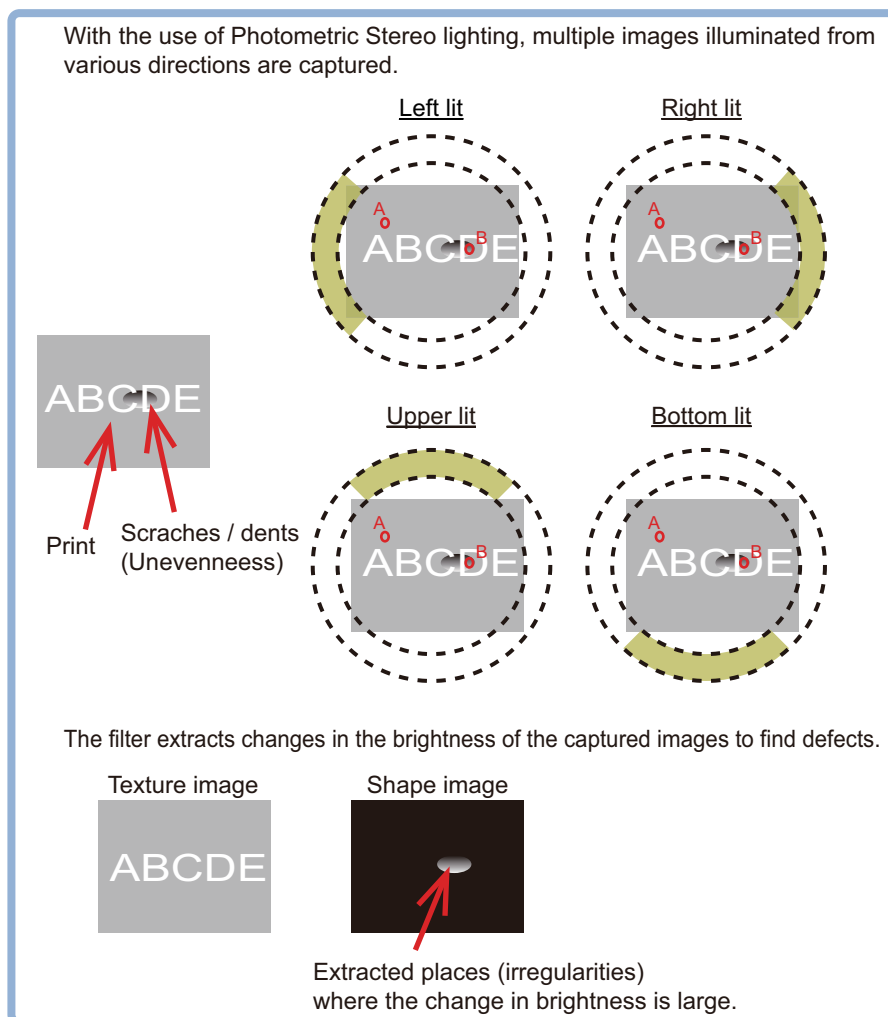 With the use of Photometric Stereo lighting, multiple images illuminated from
various directions are captured.
Left lit
Right lit
A
ABCDE
B
A
ABCDE
B
ABCDE
Print
Scraches / dents
(Unevenneess)
Upper lit
Bottom lit
A
ABCDE
B
A
ABCDE
B
The filter extracts changes in the brightness of the captured images to find defects.
Texture image
Shape image
ABCDE
Extracted places (irregularities)
where the change in brightness is large.